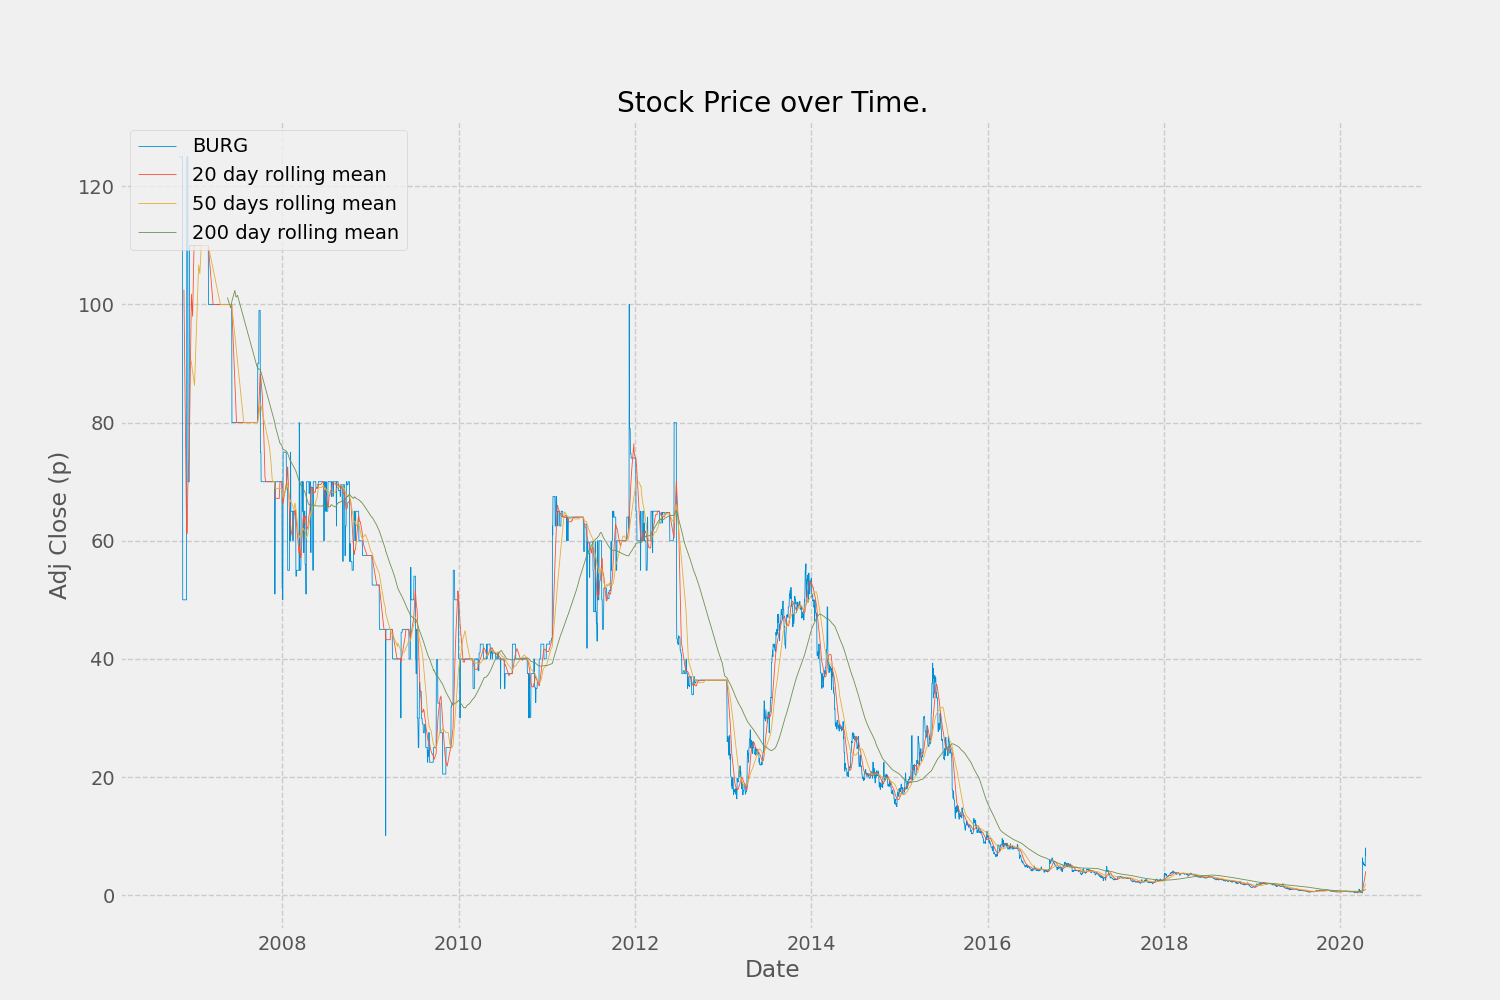 Stock Price over Time.
BURG
20 day rolling mean
50 days rolling mean
200 day rolling mean
120
100
80
60
40
20
0
Adj Close (p)
2008 2010 2012 2014 2016 2018 2020
Date